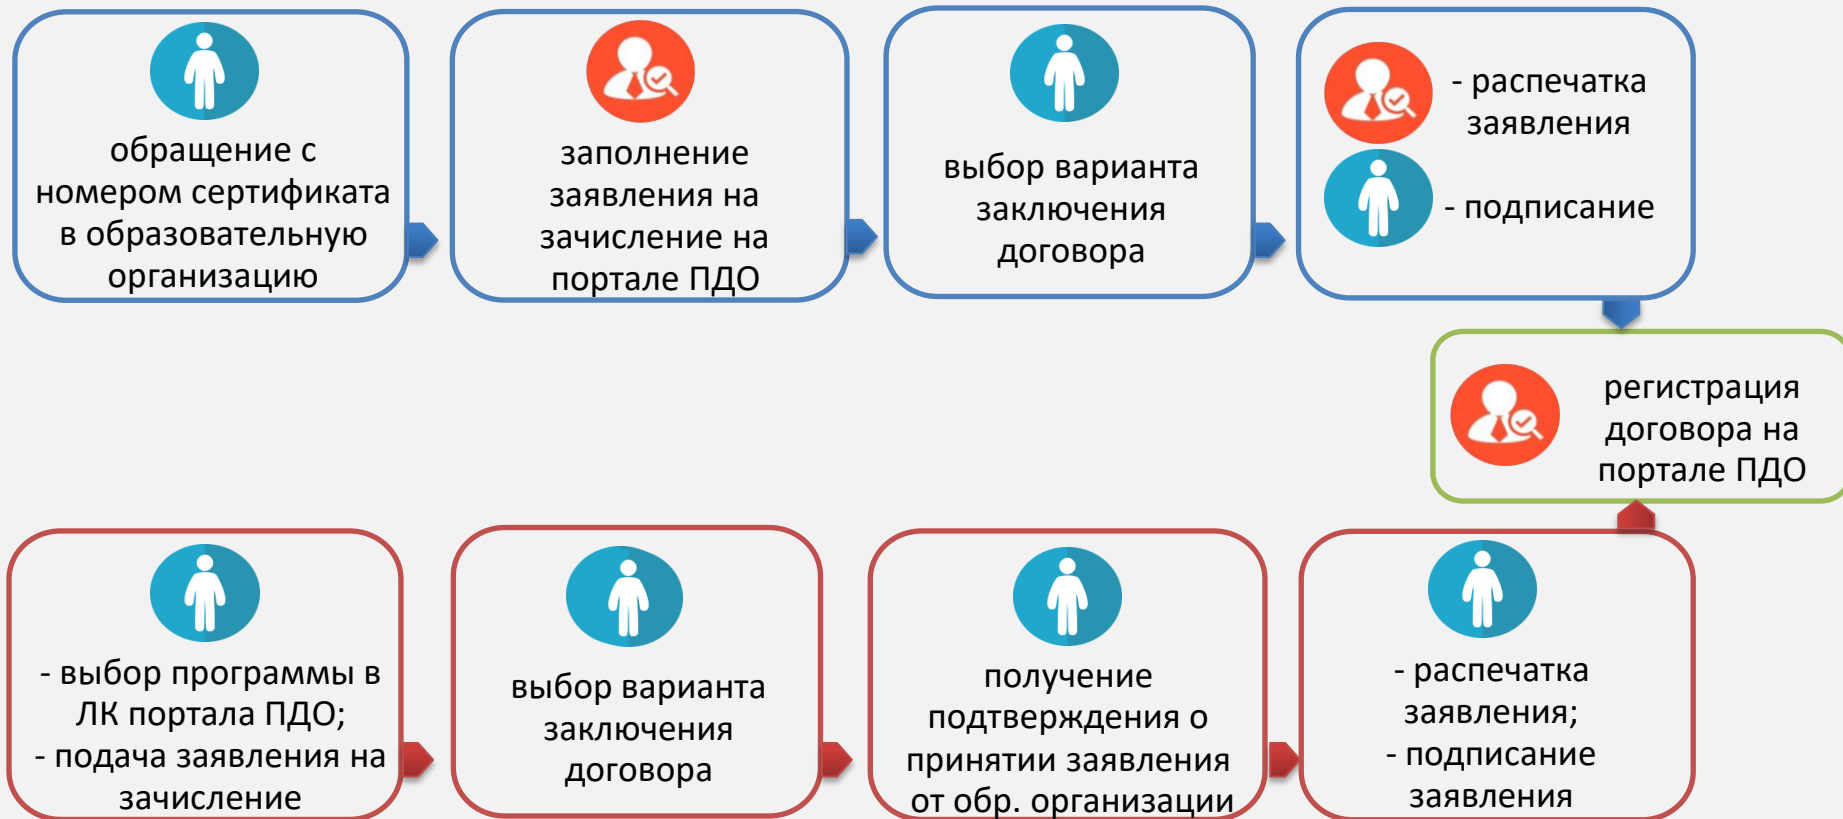 обращение с
номером сертификата
в образовательную
организацию
заполнение
заявления на
зачисление на
портале ПДО
выбор варианта
заключения
договора
- распечатка
заявления
- подписание
регистрация
договора на
портале ПДО
- выбор программы в
ЛК портала ПДО;
- подача заявления на
зачисление
выбор варианта
заключения
договора
получение
подтверждения о
принятии заявления
от обр. организации
- распечатка
заявления;
- подписание
заявления